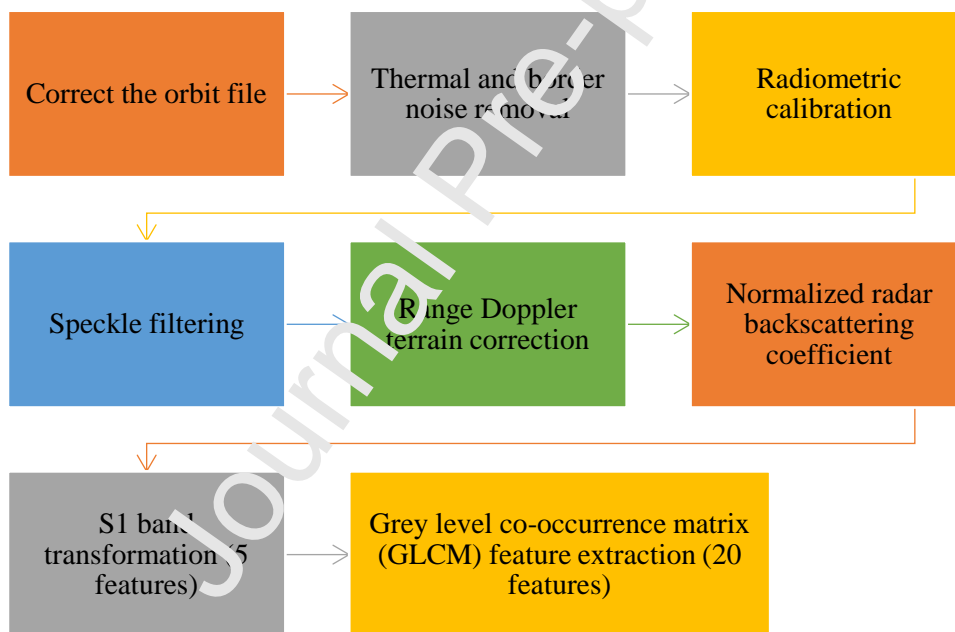 Correct the orbit file
Thermal and border
noise removal
Radiometric
calibration
Speckle filtering
Range Doppler
terrain correction
Normalized radar
backscattering
coefficient
S1 band
transformation (5
features)
Grey level co-occurrence matrix
(GLCM) feature extraction (20
features)
Journal Pre-p